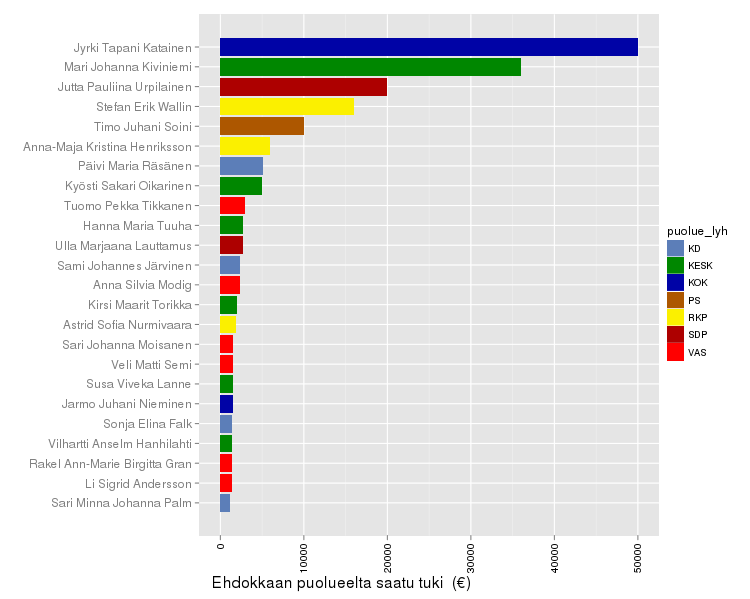 Jyrki Tapani Katainen
Mari Johanna Kiviniemi
Jutta Pauliina Urpilainen
Stefan Erik Wallin
Timo Juhani Soini
Anna-Maja Kristina Henriksson
Päivi Maria Räsänen
Kyösti Sakari Oikarinen
Tuomo Pekka Tikkanen
Hanna Maria Tuuha
Ulla Marjaana Lauttamus
Sami Johannes Järvinen
Anna Silvia Modig
Kirsi Maarit Torikka
Astrid Sofia Nurmivaara
Sari Johanna Moisanen
Veli Matti Semi
Susa Viveka Lanne
Jarmo Juhani Nieminen
Sonja Elina Falk
Vilhartti Anselm Hanhilahti
Rakel Ann-Marie Birgitta Gran
Li Sigrid Andersson
Sari Minna Johanna Palm
0
10000
20000
30000
40000
50000
Ehdokkaan puolueelta saatu tuki (€)
puolue_lyh
KD
KESK
KOK
PS
RKP
SDP
VAS